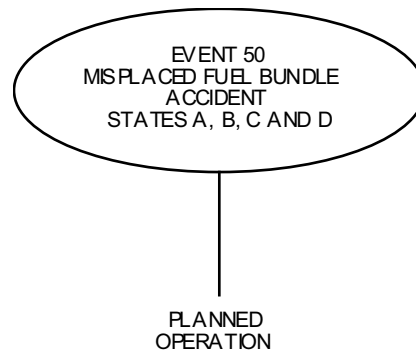 EVENT 50
MISPLACED FUEL BUNDLE
ACCIDENT
STATES A, B, C AND D
PLANNED
OPERATION